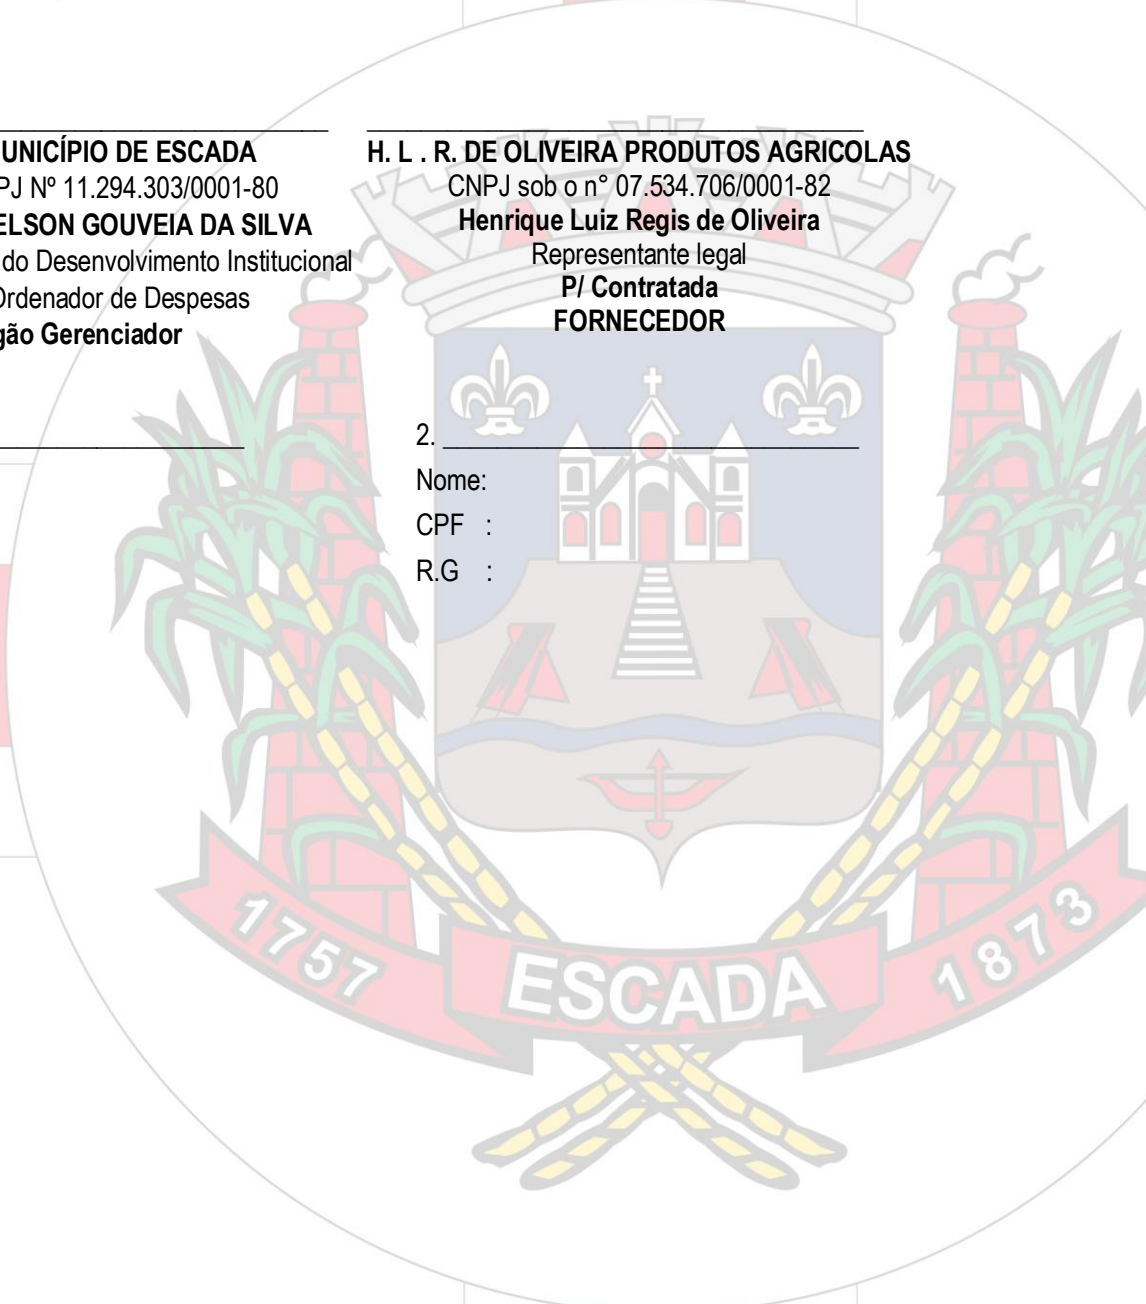 UNICÍPIO DE ESCADA
PJ Nº 11.294.303/0001-80
ELSON GOUVEIA DA SILVA
do Desenvolvimento Institucional
Ordenador de Despesas
gão Gerenciador
H. L . R. DE OLIVEIRA PRODUTOS AGRICOLAS
CNPJ sob o n° 07.534.706/0001-82
Henrique Luiz Regis de Oliveira
Representante legal
P/ Contratada
FORNECEDOR
2. ________________________________
Nome:
CPF :
R.G :
1757
ESCADA
1873